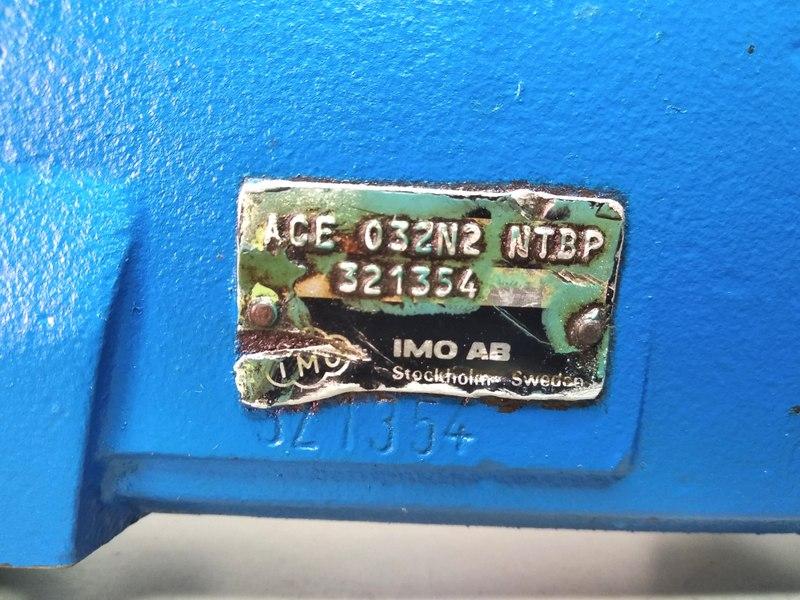 ACE 032N2 NTBP
321354
IMO AB
IMO
Stockholm - Sweden
321354